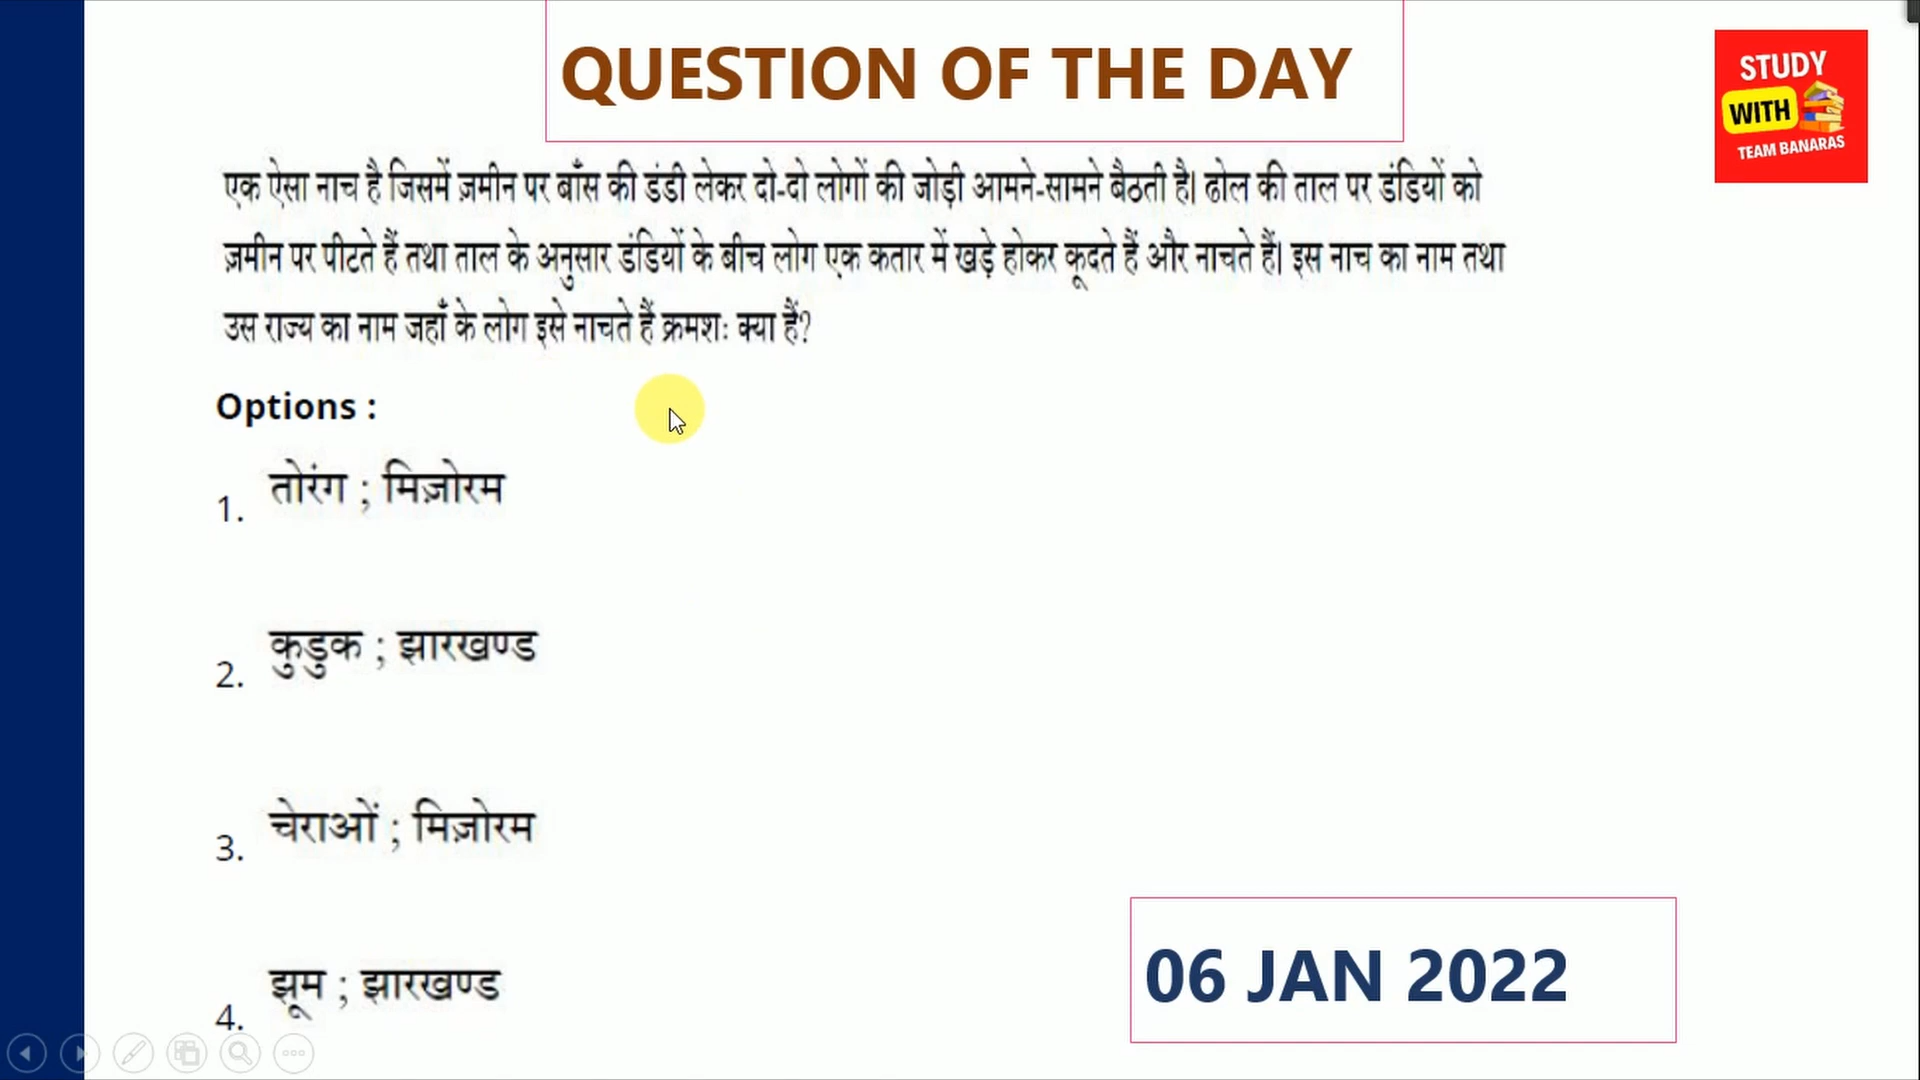 QUESTION OF THE DAY
STUDY
WITH
TEAM BANARAS
एक ऐसा नाच है जिसमें ज़मीन पर बाँस की डंडी लेकर दो-दो लोगों की जोड़ी आमने-सामने बैठती है। ढोल की ताल पर डंडियों को
ज़मीन पर पीटते हैं तथा ताल के अनुसार डंडियों के बीच लोग एक कतार में खड़े होकर कूदते हैं और नाचते हैं। इस नाच का नाम तथा
उस राज्य का नाम जहाँ के लोग इसे नाचते हैं क्रमशः क्या हैं?
Options :
1. तोरंग ; मिज़ोरम
2. कुडुक ; झारखण्ड
3. चेराओं ; मिज़ोरम
4. झूम ; झारखण्ड
06 JAN 2022